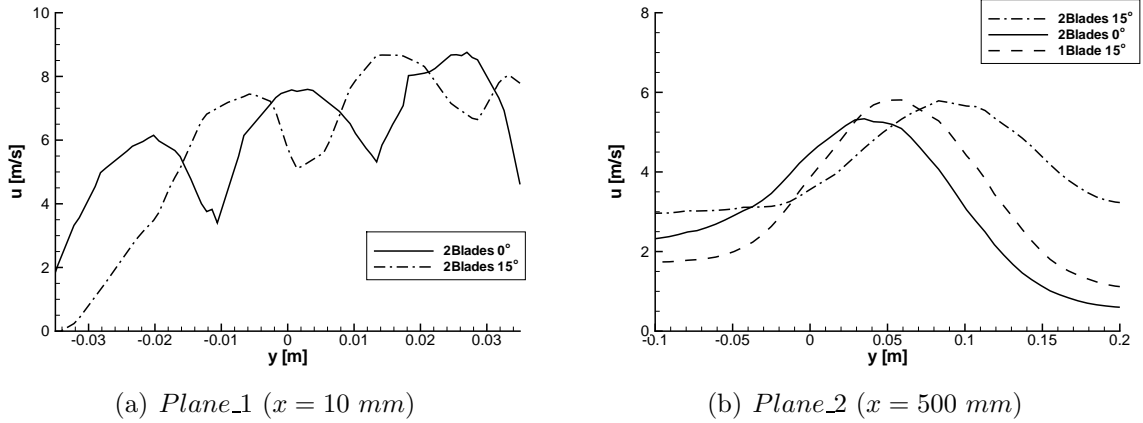 10
8
6
4
2
0
u [m/s]
-0.03 -0.02 -0.01 0 0.01 0.02 0.03
y [m]
2Blades 0°
2Blades 15°
(a) Plane_1 (x = 10 mm)
8
6
4
2
0
u [m/s]
-0.1 -0.05 0 0.05 0.1 0.15 0.2
y [m]
2Blades 15°
2Blades 0°
1Blade 15°
(b) Plane_2 (x = 500 mm)